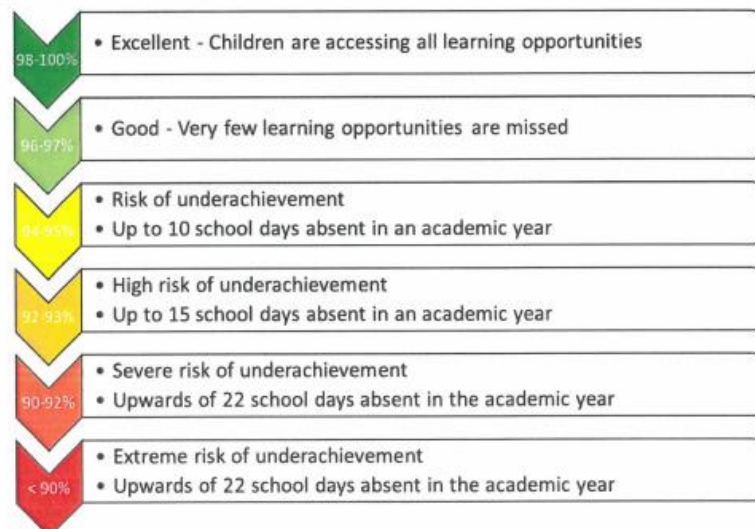 98-100%
• Excellent - Children are accessing all learning opportunities
96-97%
• Good - Very few learning opportunities are missed
94-95%
• Risk of underachievement
• Up to 10 school days absent in an academic year
92-93%
• High risk of underachievement
• Up to 15 school days absent in an academic year
90-92%
• Severe risk of underachievement
• Upwards of 22 school days absent in the academic year
< 90%
• Extreme risk of underachievement
• Upwards of 22 school days absent in the academic year